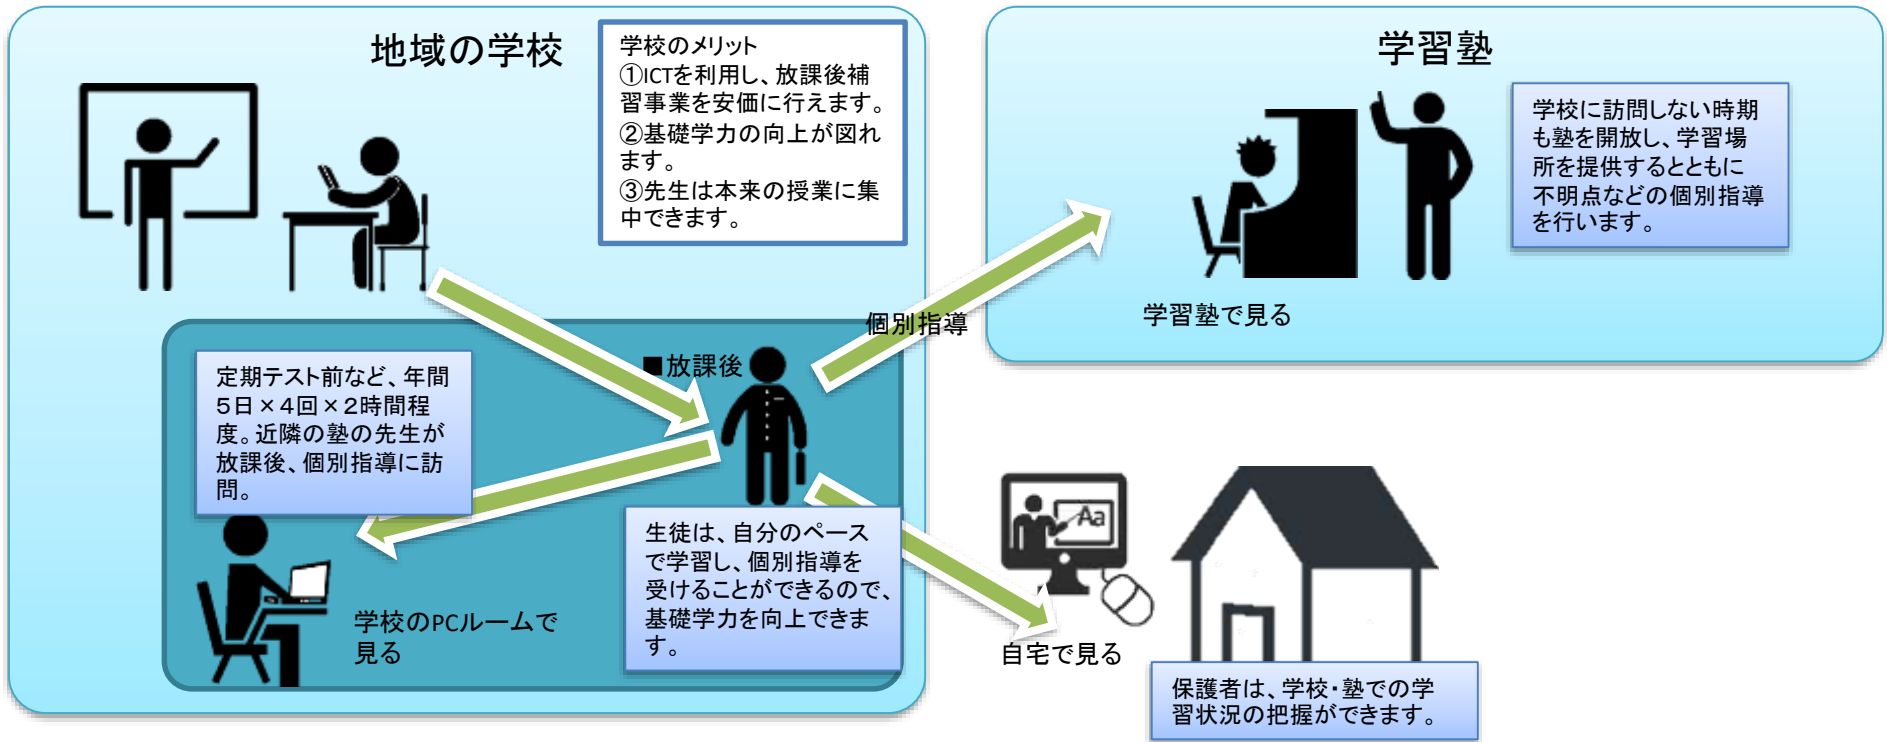 地域の学校
学校のメリット
①ICTを利用し、放課後補
習事業を安価に行えます。
②基礎学力の向上が図れ
ます。
③先生は本来の授業に集
中できます。
学習塾
学校に訪問しない時期
も塾を開放し、学習場
所を提供するとともに
不明点などの個別指導
を行います。
学習塾で見る
個別指導
■放課後
定期テスト前など、年間
5日×4回×2時間程
度。近隣の塾の先生が
放課後、個別指導に訪
問。
学校のPCルームで
見る
生徒は、自分のペース
で学習し、個別指導を
受けることができるので、
基礎学力を向上できま
す。
Aa
自宅で見る
保護者は、学校・塾での学
習状況の把握ができます。